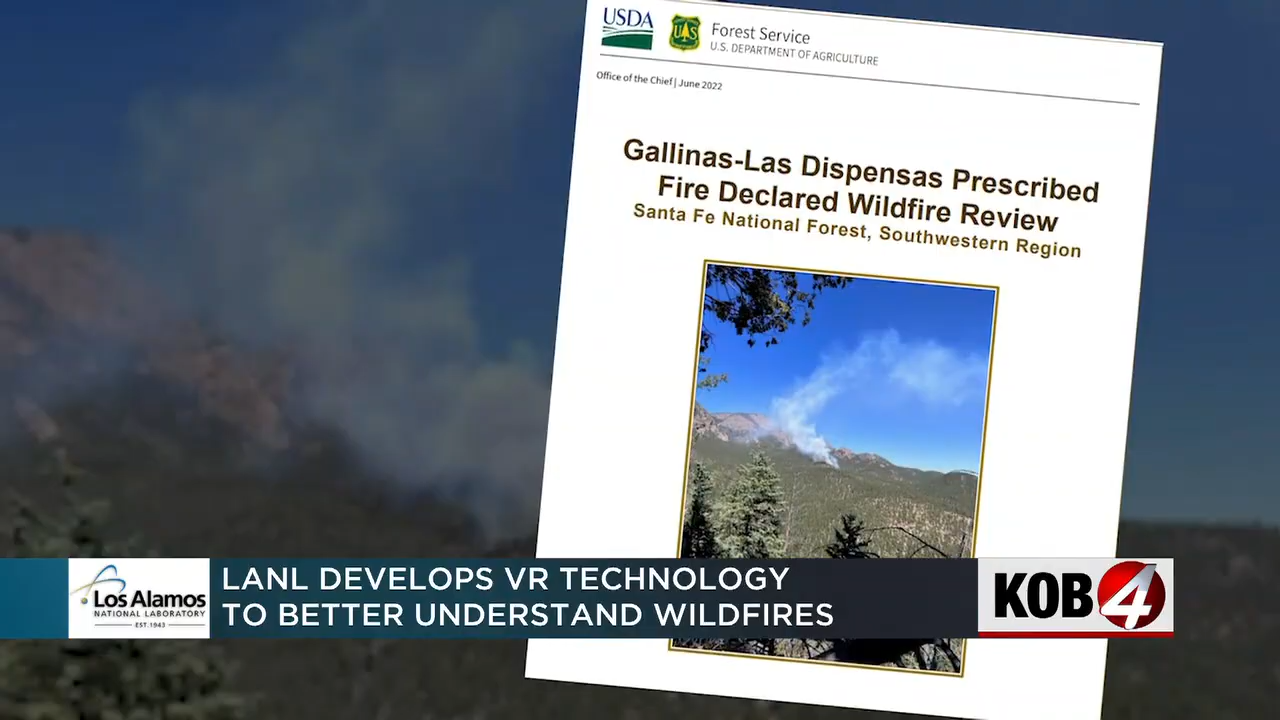 USDA
UAS
Forest Service
U.S. DEPARTMENT OF AGRICULTURE
Office of the Chief | June 2022
Gallinas-Las Dispensas Prescribed
Fire Declared Wildfire Review
Santa Fe National Forest, Southwestern Region
Los Alamos
NATIONAL LABORATORY
EST. 1943
LANL DEVELOPS VR TECHNOLOGY
TO BETTER UNDERSTAND WILDFIRES
KOB 4